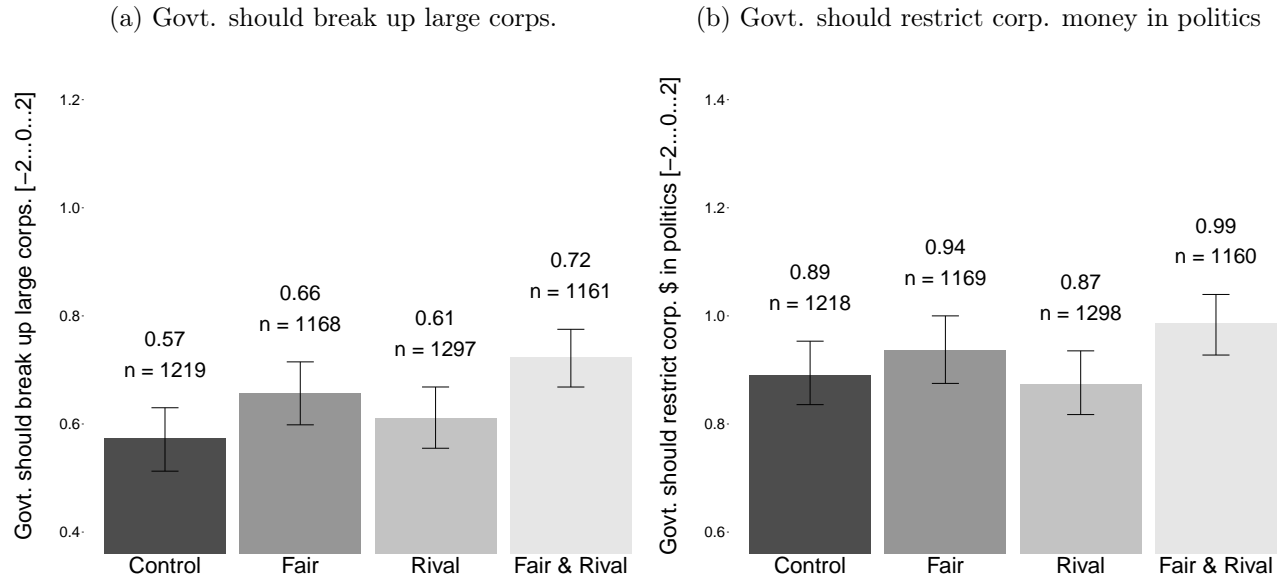 (a) Govt. should break up large corps.
Govt. should break up large corps. [−2...0...2]
1.2
1.0
0.8
0.6
0.4
0.57
n = 1219
0.66
n = 1168
0.61
n = 1297
0.72
n = 1161
Control
Fair
Rival
Fair & Rival
(b) Govt. should restrict corp. money in politics
Govt. should restrict corp. $ in politics [−2...0...2]
1.4
1.2
1.0
0.8
0.6
0.89
n = 1218
0.94
n = 1169
0.87
n = 1298
0.99
n = 1160
Control
Fair
Rival
Fair & Rival